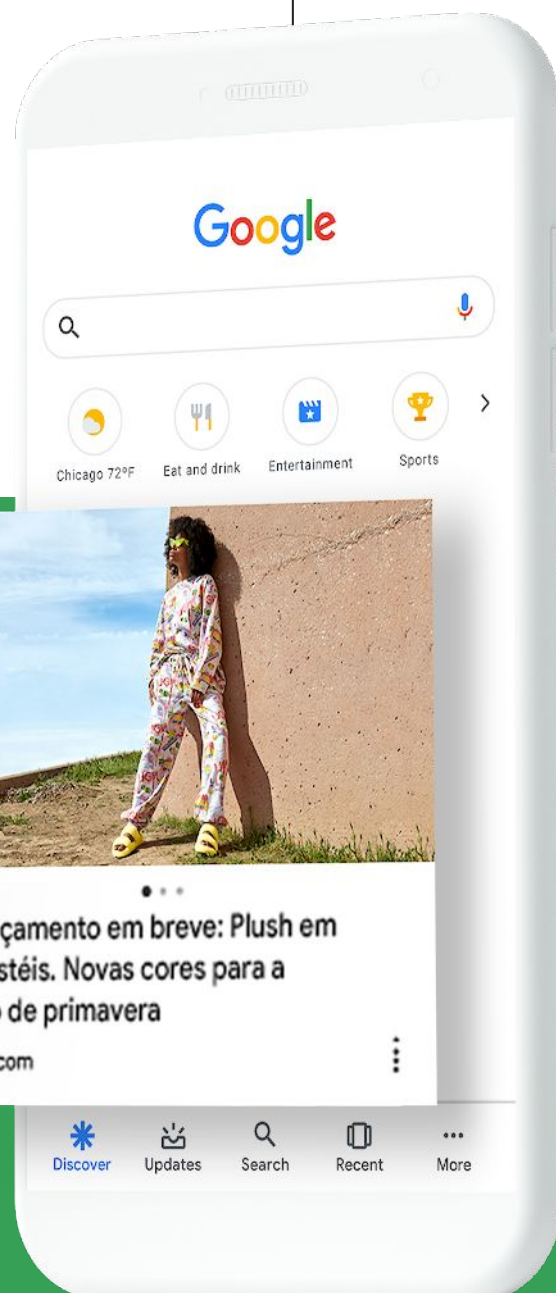 Google
Chicago 72ºF
Eat and drink
Entertainment
Sports
çamento em breve: Plush em
stéis. Novas cores para a
o de primavera
com
Discover
Updates
Search
Recent
More